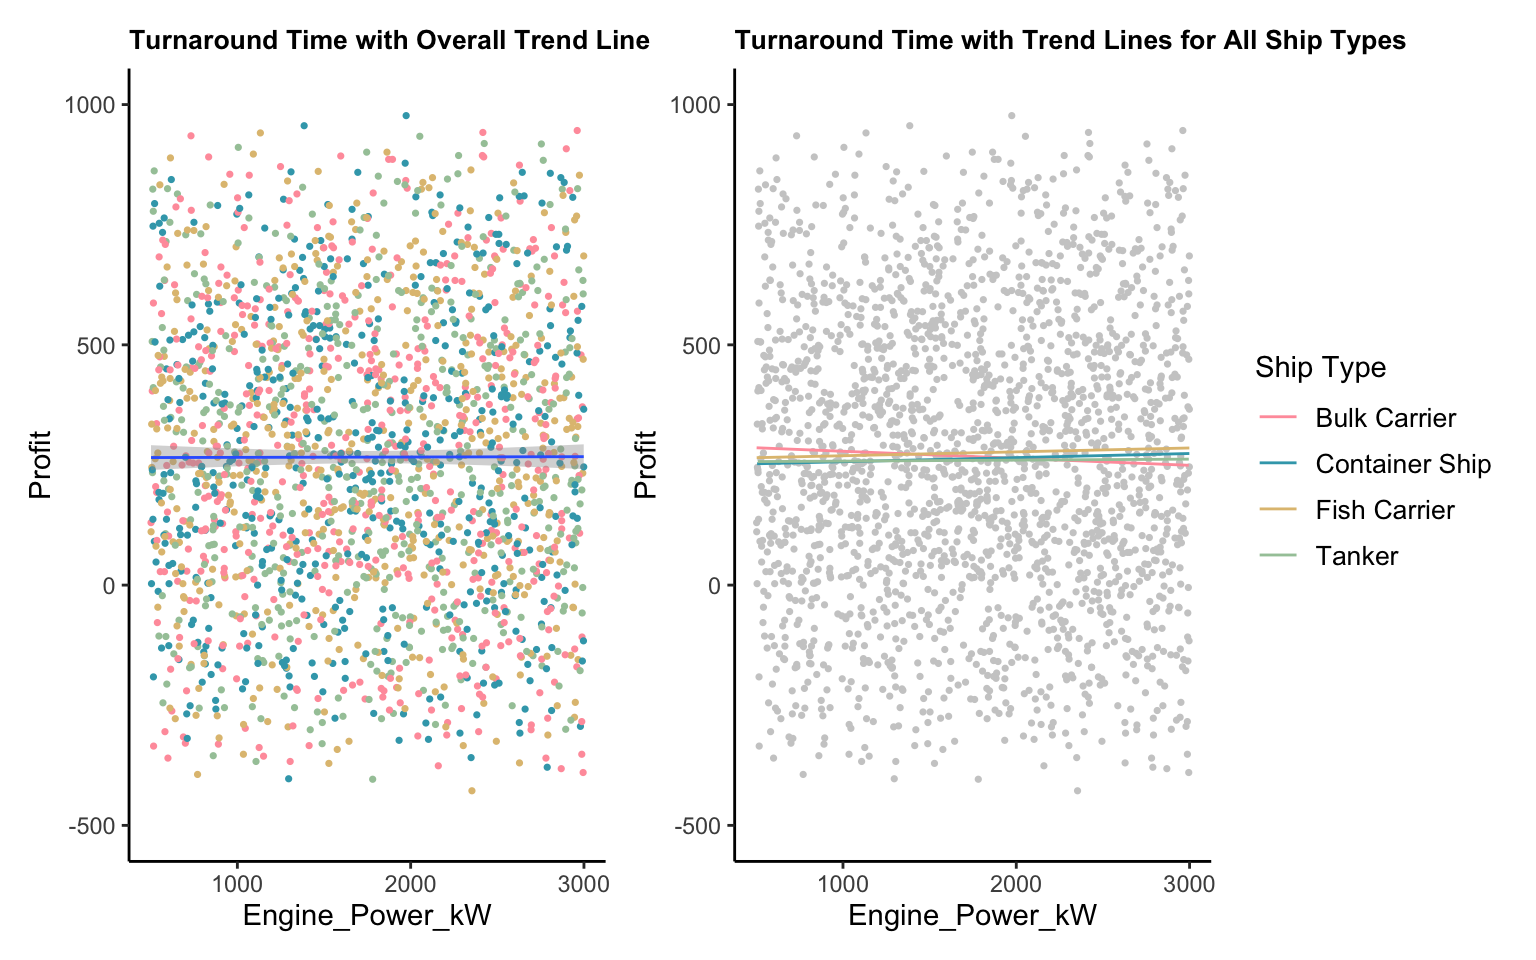 Turnaround Time with Overall Trend Line
Profit
1000
500
0
-500
1000 2000 3000
Engine_Power_kW
Turnaround Time with Trend Lines for All Ship Types
Profit
1000
500
0
-500
1000 2000 3000
Engine_Power_kW
Ship Type
Bulk Carrier
Container Ship
Fish Carrier
Tanker